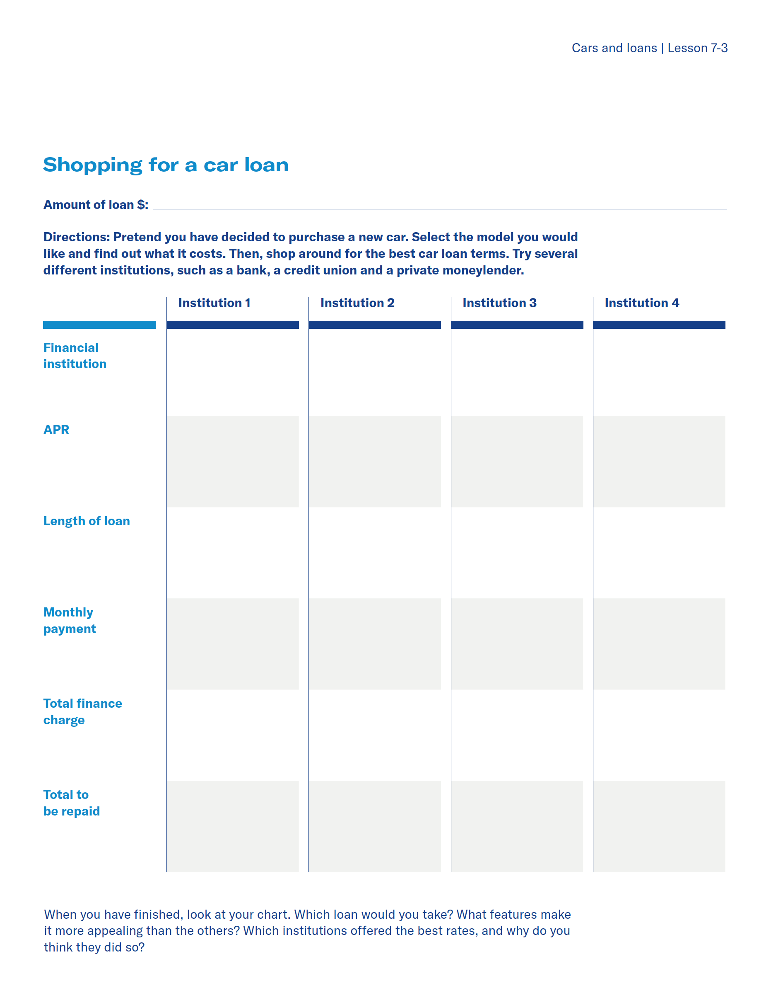 Cars and loans | Lesson 7-3
Shopping for a car loan
Amount of loan $:
Directions: Pretend you have decided to purchase a new car. Select the model you would
like and find out what it costs. Then, shop around for the best car loan terms. Try several
different institutions, such as a bank, a credit union and a private moneylender.
Institution 1 Institution 2 Institution 3 Institution 4
Financial
institution
APR
Length of loan
Monthly
payment
Total finance
charge
Total to
be repaid
When you have finished, look at your chart. Which loan would you take? What features make
it more appealing than the others? Which institutions offered the best rates, and why do you
think they did so?